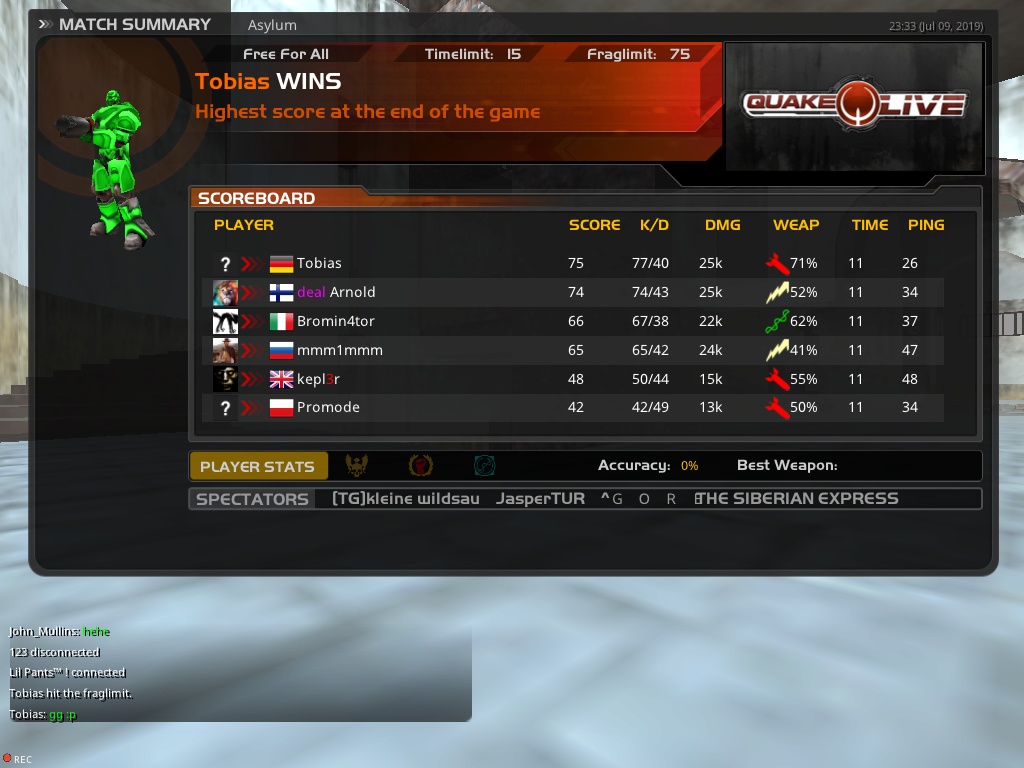 MATCH SUMMARY Asylum 23:33 (Jul 09, 2019)
Free For All Timelimit: 15 Fraglimit: 75
Tobias WINS
Highest score at the end of the game
QUAKE LIVE
SCOREBOARD
PLAYER SCORE K/D DMG WEAP TIME PING
? Tobias 75 77/40 25k 71% 11 26
deal Arnold 74 74/43 25k 52% 11 34
Bromin4tor 66 67/38 22k 62% 11 37
mmm1mmm 65 65/42 24k 41% 11 47
kepl3r 48 50/44 15k 55% 11 48
? Promode 42 42/49 13k 50% 11 34
PLAYER STATS Accuracy: 0% Best Weapon:
SPECTATORS [TG]kleine wildsau JasperTUR ^G O R THE SIBERIAN EXPRESS
John_Mullins: hehe
123 disconnected
Lil Pants™ ! connected
Tobias hit the fraglimit.
Tobias: gg :p
REC